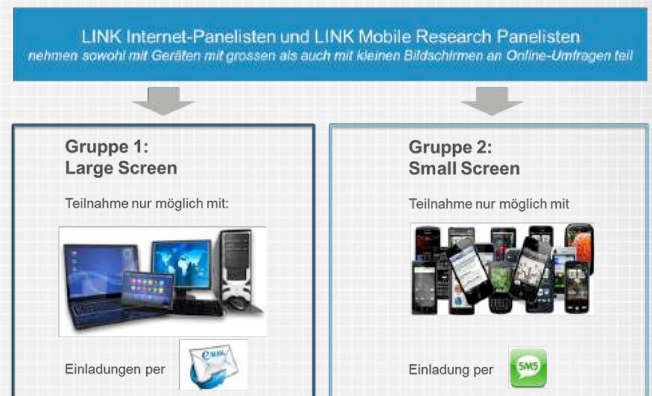 LINK Internet-Panelisten und LINK Mobile Research Panelisten
nehmen sowohl mit Geräten mit grossen als auch mit kleinen Bildschirmen an Online-Umfragen teil
Gruppe 1:
Large Screen
Teilnahme nur möglich mit:
Einladungen per
E-MAIL
Gruppe 2:
Small Screen
Teilnahme nur möglich mit
Einladung per
SMS